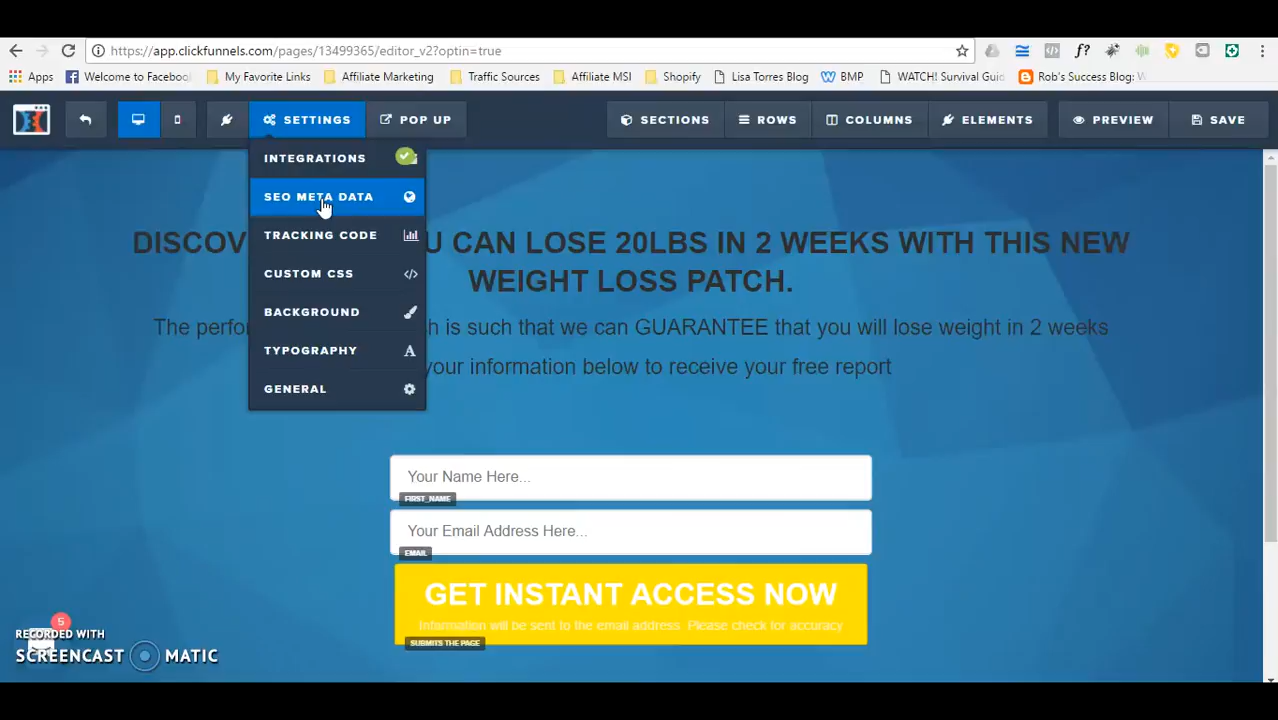 https://app.clickfunnels.com/pages/13499365/editor_v2?optin=true
Apps Welcome to Faceboo My Favorite Links Affiliate Marketing Traffic Sources Affiliate MSI Shopify Lisa Torres Blog BMP WATCH! Survival Guid Rob's Success Blog: W
SETTINGS POP UP SECTIONS ROWS COLUMNS ELEMENTS PREVIEW SAVE
INTEGRATIONS
SEO META DATA
TRACKING CODE
CUSTOM CSS
BACKGROUND
TYPOGRAPHY
GENERAL
DISCOV U CAN LOSE 20LBS IN 2 WEEKS WITH THIS NEW
WEIGHT LOSS PATCH.
The perfor h is such that we can GUARANTEE that you will lose weight in 2 weeks
your information below to receive your free report
Your Name Here...
FIRST_NAME
Your Email Address Here...
EMAIL
GET INSTANT ACCESS NOW
Information will be sent to the email address. Please check for accuracy
SUBMITS THE PAGE
5
RECORDED WITH
SCREENCAST MATIC